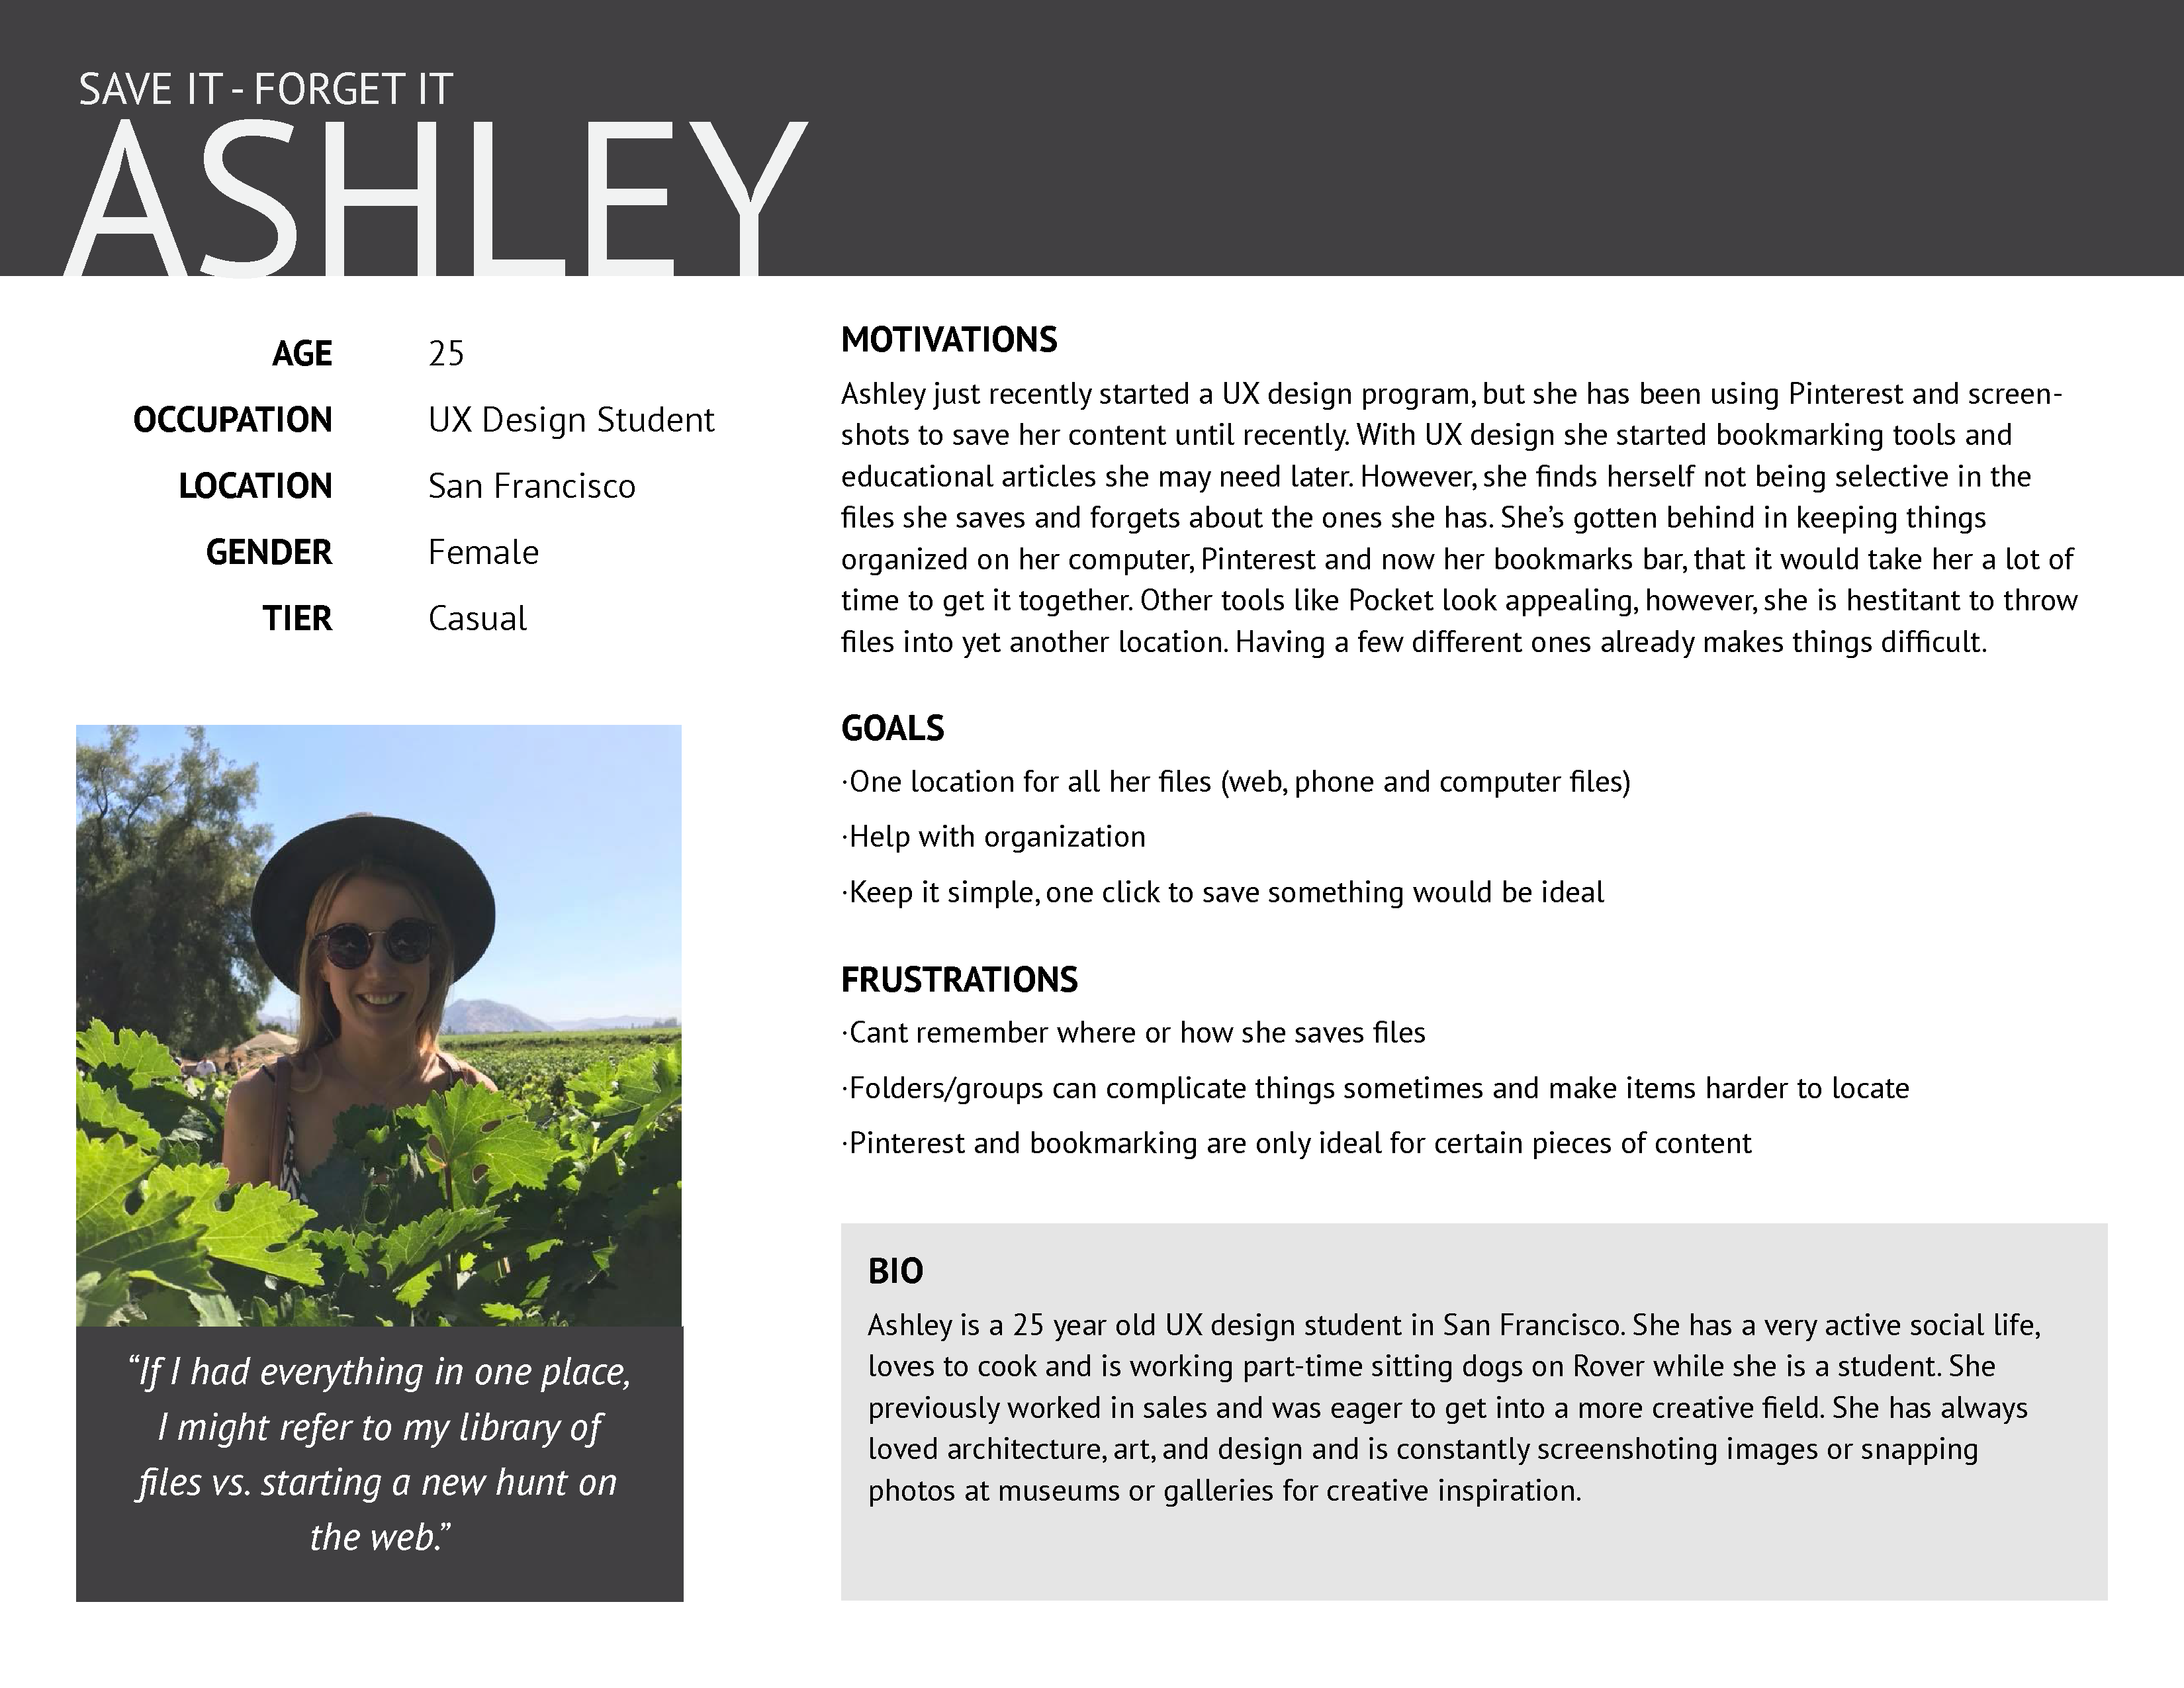 SAVE IT - FORGET IT
ASHLEY
AGE 25
OCCUPATION UX Design Student
LOCATION San Francisco
GENDER Female
TIER Casual
“If I had everything in one place,
I might refer to my library of
files vs. starting a new hunt on
the web.”
MOTIVATIONS
Ashley just recently started a UX design program, but she has been using Pinterest and screen-
shots to save her content until recently. With UX design she started bookmarking tools and
educational articles she may need later. However, she finds herself not being selective in the
files she saves and forgets about the ones she has. She’s gotten behind in keeping things
organized on her computer, Pinterest and now her bookmarks bar, that it would take her a lot of
time to get it together. Other tools like Pocket look appealing, however, she is hestitant to throw
files into yet another location. Having a few different ones already makes things difficult.
GOALS
·One location for all her files (web, phone and computer files)
·Help with organization
·Keep it simple, one click to save something would be ideal
FRUSTRATIONS
·Cant remember where or how she saves files
·Folders/groups can complicate things sometimes and make items harder to locate
·Pinterest and bookmarking are only ideal for certain pieces of content
BIO
Ashley is a 25 year old UX design student in San Francisco. She has a very active social life,
loves to cook and is working part-time sitting dogs on Rover while she is a student. She
previously worked in sales and was eager to get into a more creative field. She has always
loved architecture, art, and design and is constantly screenshoting images or snapping
photos at museums or galleries for creative inspiration.